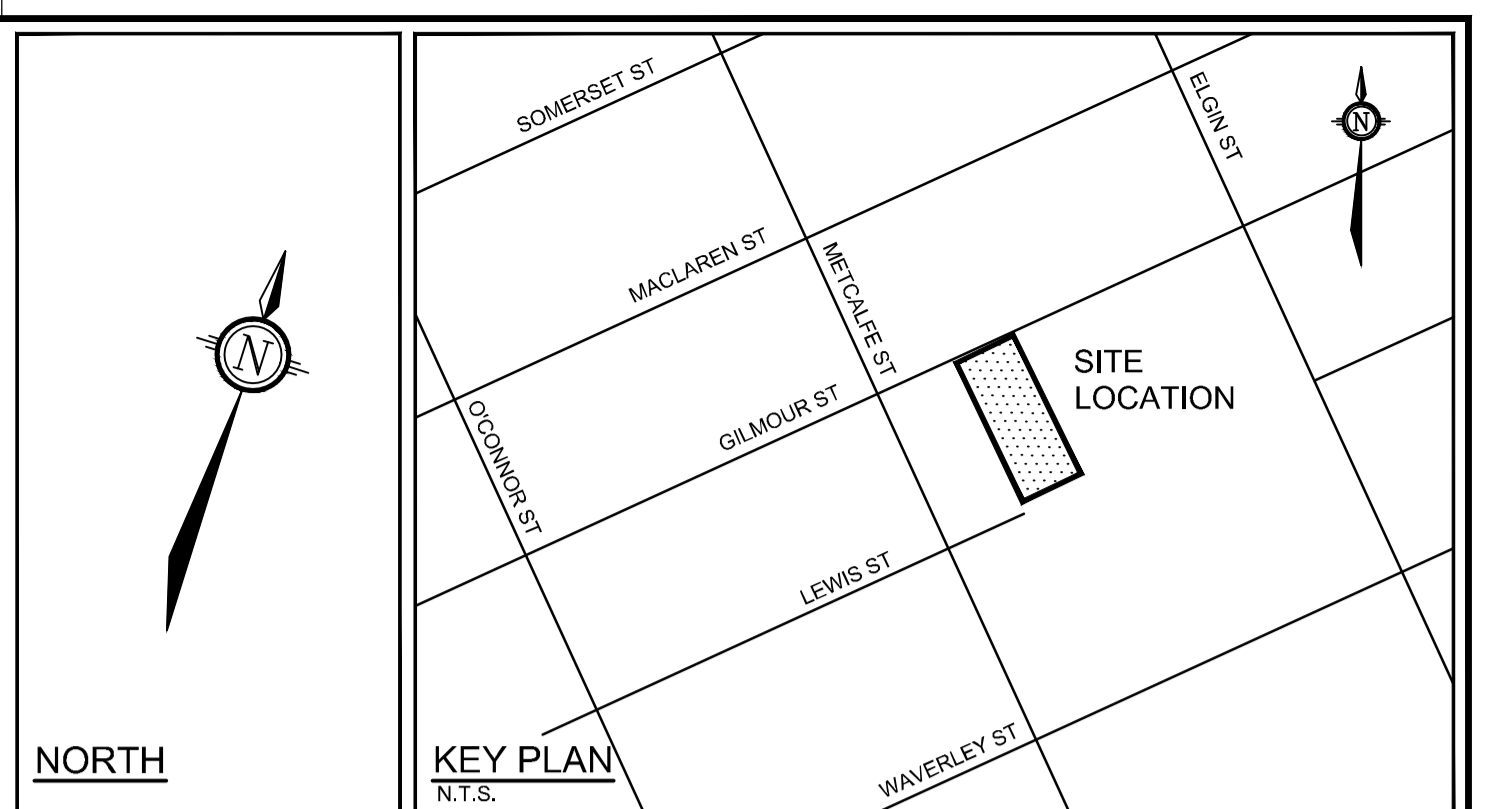 N
NORTH
SOMERSET ST
ELGIN ST
N
MACLAREN ST
METCALFE ST
SITE
LOCATION
GILMOUR ST
O'CONNOR ST
LEWIS ST
WAVERLEY ST
KEY PLAN
N.T.S.